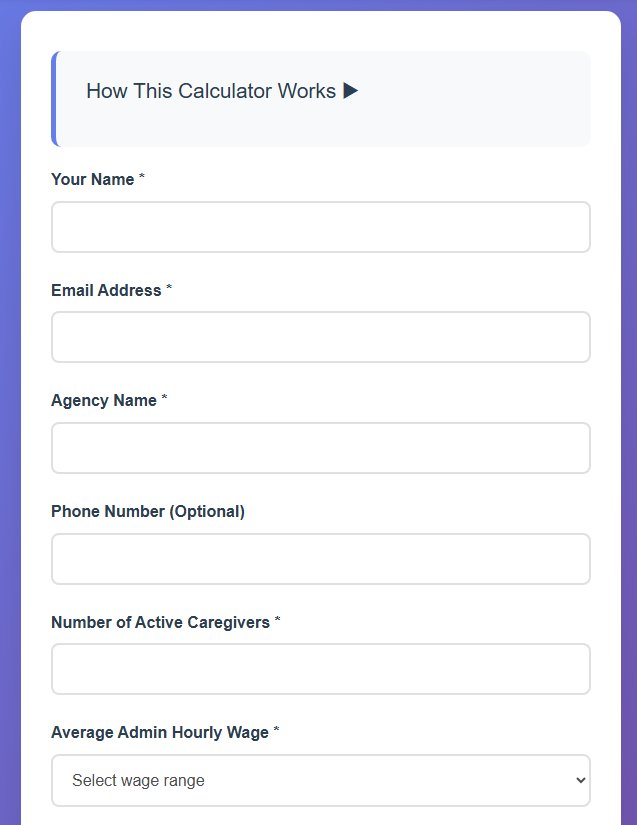 How This Calculator Works ▶
Your Name *
Email Address *
Agency Name *
Phone Number (Optional)
Number of Active Caregivers *
Average Admin Hourly Wage *
Select wage range